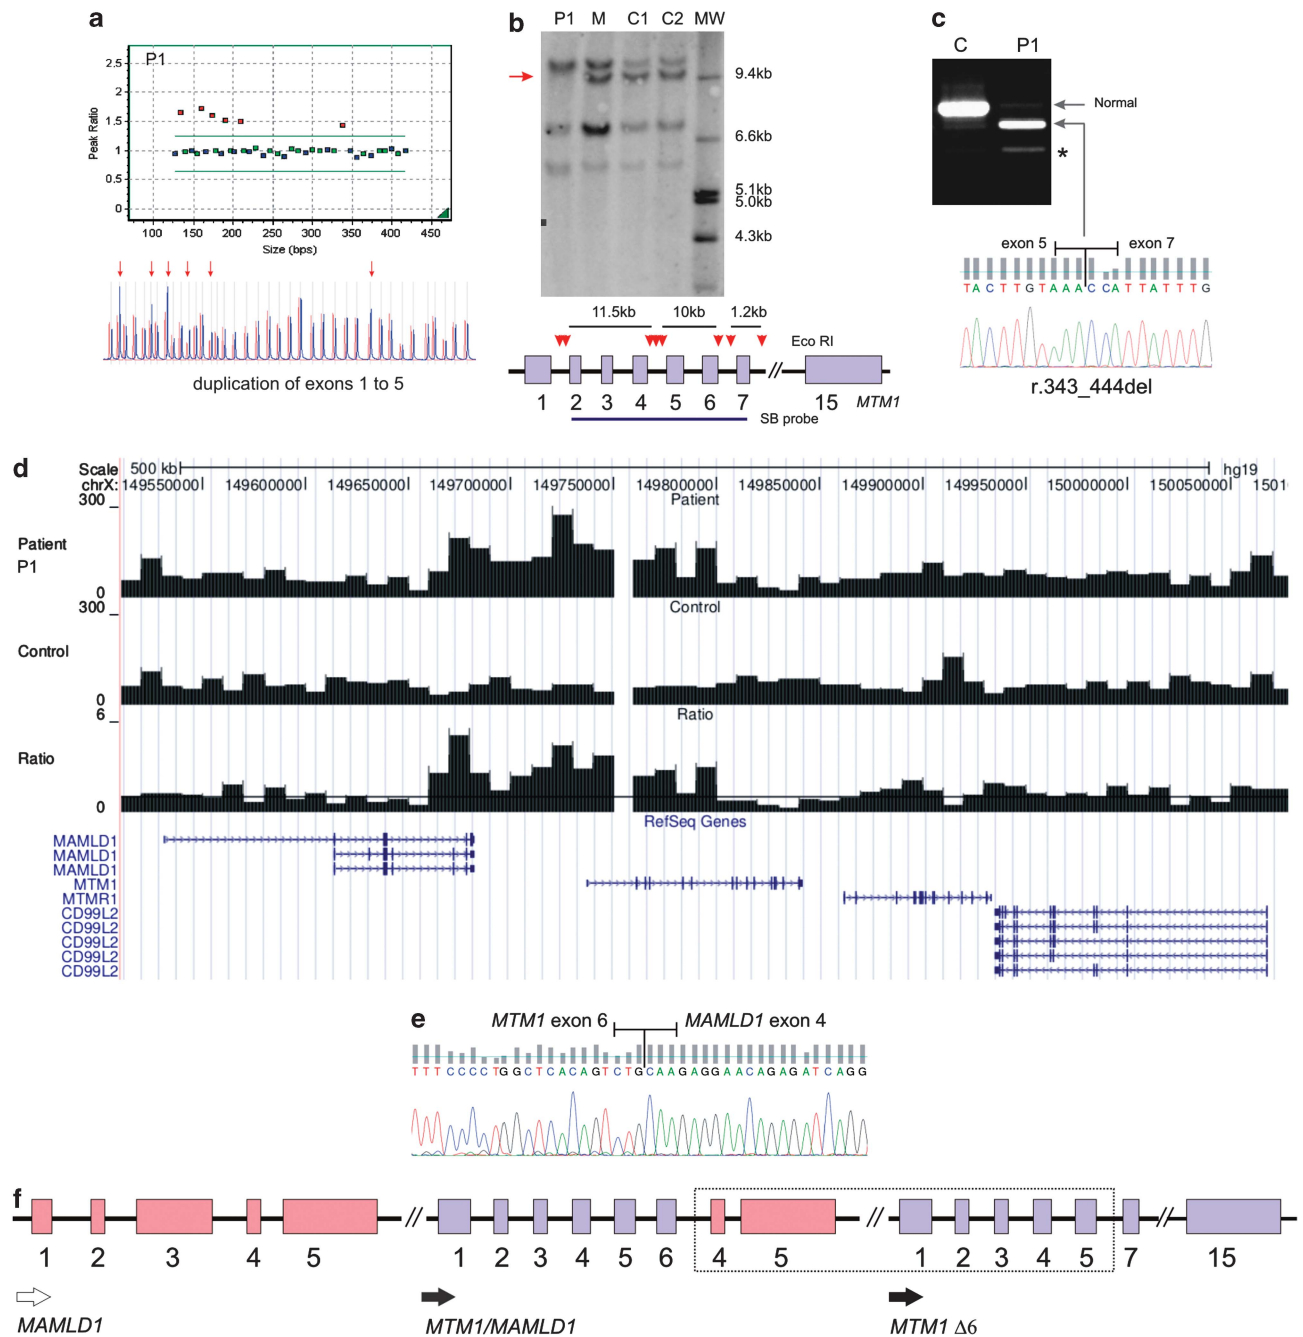 a
P1
2.5
2
1.5
1
0.5
0
Peak Ratio
100 150 200 250 300 350 400 450
Size (bps)
duplication of exons 1 to 5
b
P1 M C1 C2 MW
9.4kb
6.6kb
5.1kb
5.0kb
4.3kb
11.5kb 10kb 1.2kb
Eco RI
1 2 3 4 5 6 7 15 MTM1
SB probe
c
C P1
Normal
*
exon 5 exon 7
TACTTGTAAACCATTATTTG
r.343_444del
d
Scale 500 kb hg19
chrX: 149550000 149600000 149650000 149700000 149750000 149800000 149850000 149900000 149950000 150000000 150050000 1501
300 Patient
Patient
P1
0
300 Control
Control
0
6 Ratio
Ratio
0
RefSeq Genes
MAMLD1
MAMLD1
MAMLD1
MTM1
MTMR1
CD99L2
CD99L2
CD99L2
CD99L2
CD99L2
e
MTM1 exon 6 MAMLD1 exon 4
TTTCCCCTGGCTCACAGTCTGCAAGAGGAACAGAGATCAGG
f
1 2 3 4 5 1 2 3 4 5 6 4 5 1 2 3 4 5 7 15
MAMLD1 MTM1/MAMLD1 MTM1 Δ6